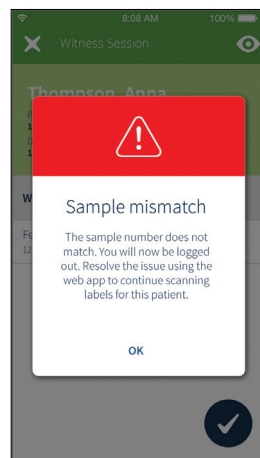 8:08 AM 100%
Witness Session
Thompson, Anna
Sample mismatch
The sample number does not
match. You will now be logged
out. Resolve the issue using the
web app to continue scanning
labels for this patient.
OK